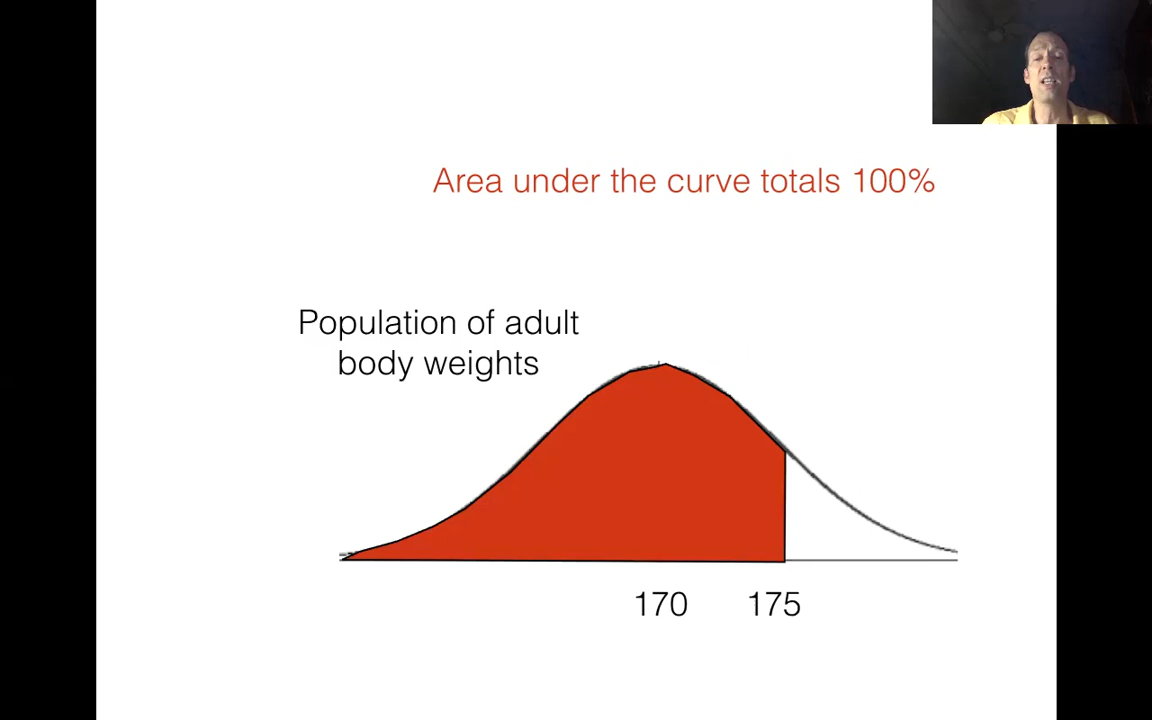 Area under the curve totals 100%
Population of adult
body weights
170 175